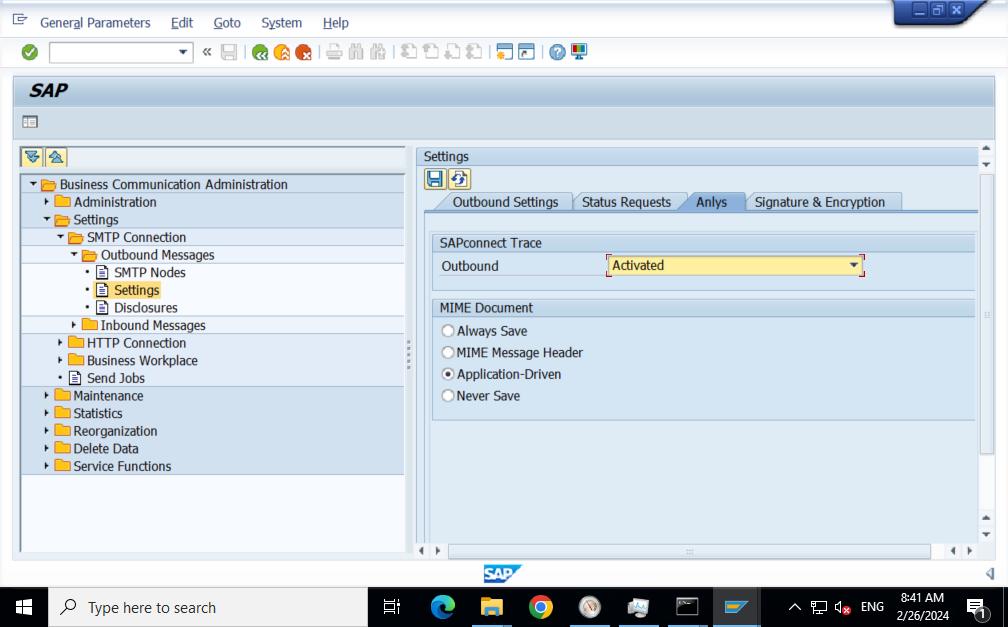 General Parameters Edit Goto System Help
SAP
Business Communication Administration
Administration
Settings
SMTP Connection
Outbound Messages
SMTP Nodes
Settings
Disclosures
Inbound Messages
HTTP Connection
Business Workplace
Send Jobs
Maintenance
Statistics
Reorganization
Delete Data
Service Functions
Settings
Outbound Settings Status Requests Anlys Signature & Encryption
SAPconnect Trace
Outbound Activated
MIME Document
Always Save
MIME Message Header
Application-Driven
Never Save
SAP
Type here to search
ENG
8:41 AM
2/26/2024
1